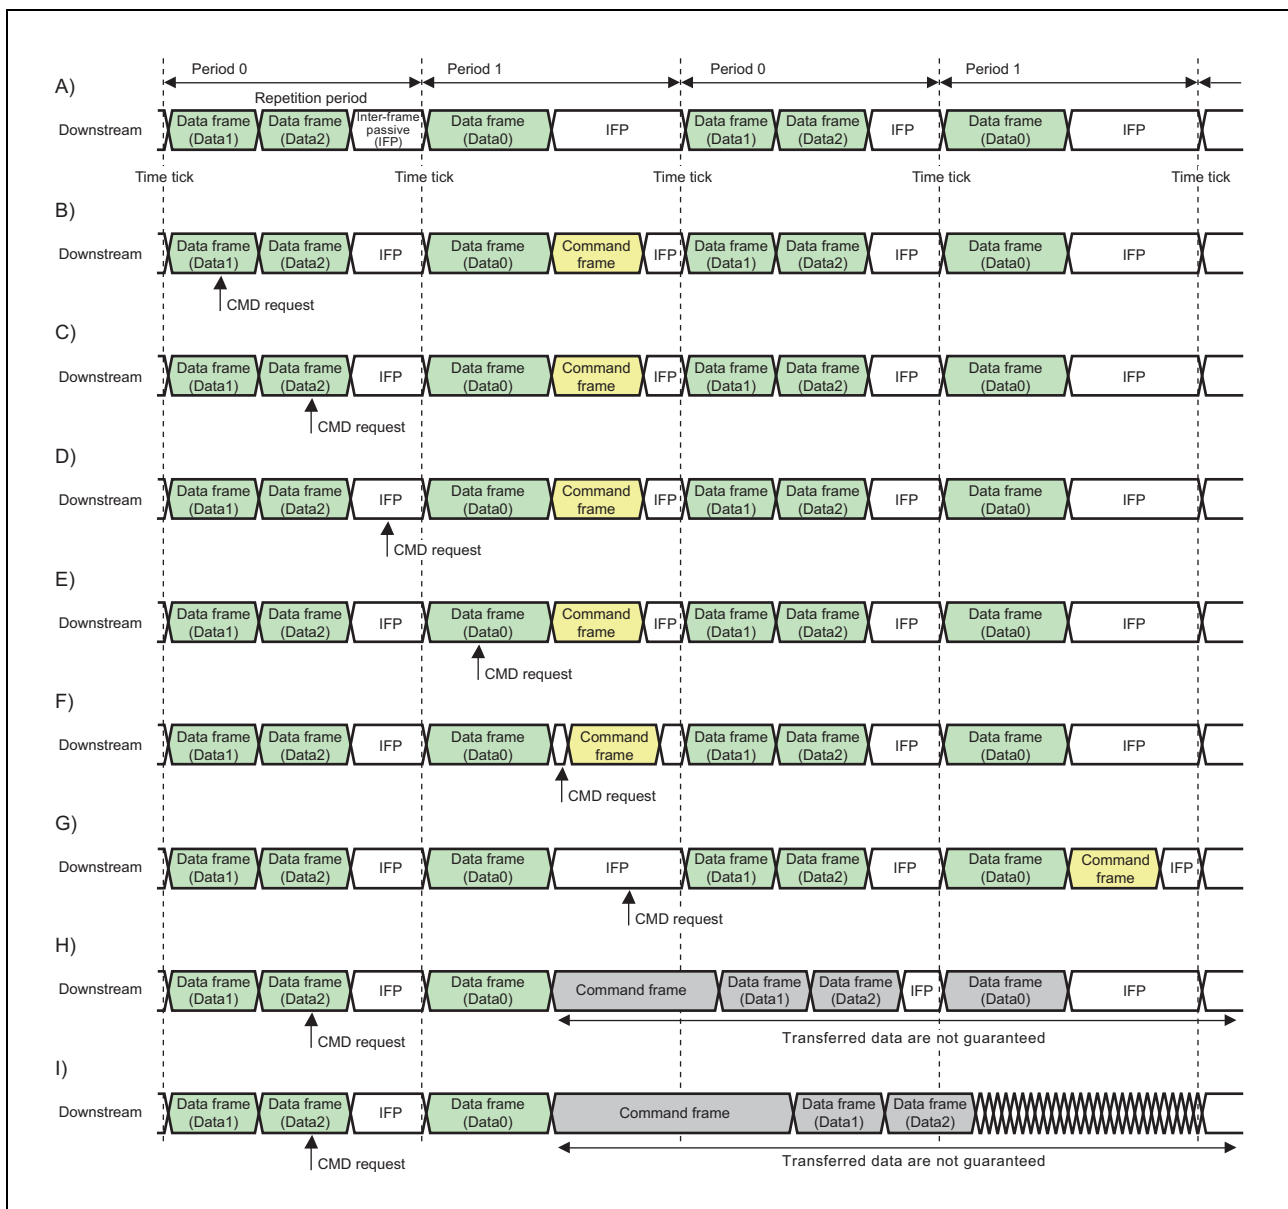 Period 0
Period 1
Period 0
Period 1
A)
Repetition period
Downstream
Data frame
(Data1)
Data frame
(Data2)
Inter-frame
passive
(IFP)
Data frame
(Data0)
IFP
Data frame
(Data1)
Data frame
(Data2)
IFP
Data frame
(Data0)
IFP
Time tick
Time tick
Time tick
Time tick
Time tick
B)
Downstream
Data frame
(Data1)
Data frame
(Data2)
IFP
Data frame
(Data0)
Command
frame
IFP
Data frame
(Data1)
Data frame
(Data2)
IFP
Data frame
(Data0)
IFP
CMD request
C)
Downstream
Data frame
(Data1)
Data frame
(Data2)
IFP
Data frame
(Data0)
Command
frame
IFP
Data frame
(Data1)
Data frame
(Data2)
IFP
Data frame
(Data0)
IFP
CMD request
D)
Downstream
Data frame
(Data1)
Data frame
(Data2)
IFP
Data frame
(Data0)
Command
frame
IFP
Data frame
(Data1)
Data frame
(Data2)
IFP
Data frame
(Data0)
IFP
CMD request
E)
Downstream
Data frame
(Data1)
Data frame
(Data2)
IFP
Data frame
(Data0)
Command
frame
IFP
Data frame
(Data1)
Data frame
(Data2)
IFP
Data frame
(Data0)
IFP
CMD request
F)
Downstream
Data frame
(Data1)
Data frame
(Data2)
IFP
Data frame
(Data0)
Command
frame
Data frame
(Data1)
Data frame
(Data2)
IFP
Data frame
(Data0)
IFP
CMD request
G)
Downstream
Data frame
(Data1)
Data frame
(Data2)
IFP
Data frame
(Data0)
IFP
Data frame
(Data1)
Data frame
(Data2)
IFP
Data frame
(Data0)
Command
frame
IFP
CMD request
H)
Downstream
Data frame
(Data1)
Data frame
(Data2)
IFP
Data frame
(Data0)
Command frame
Data frame
(Data1)
Data frame
(Data2)
IFP
Data frame
(Data0)
IFP
CMD request
Transferred data are not guaranteed
I)
Downstream
Data frame
(Data1)
Data frame
(Data2)
IFP
Data frame
(Data0)
Command frame
Data frame
(Data1)
Data frame
(Data2)
CMD request
Transferred data are not guaranteed